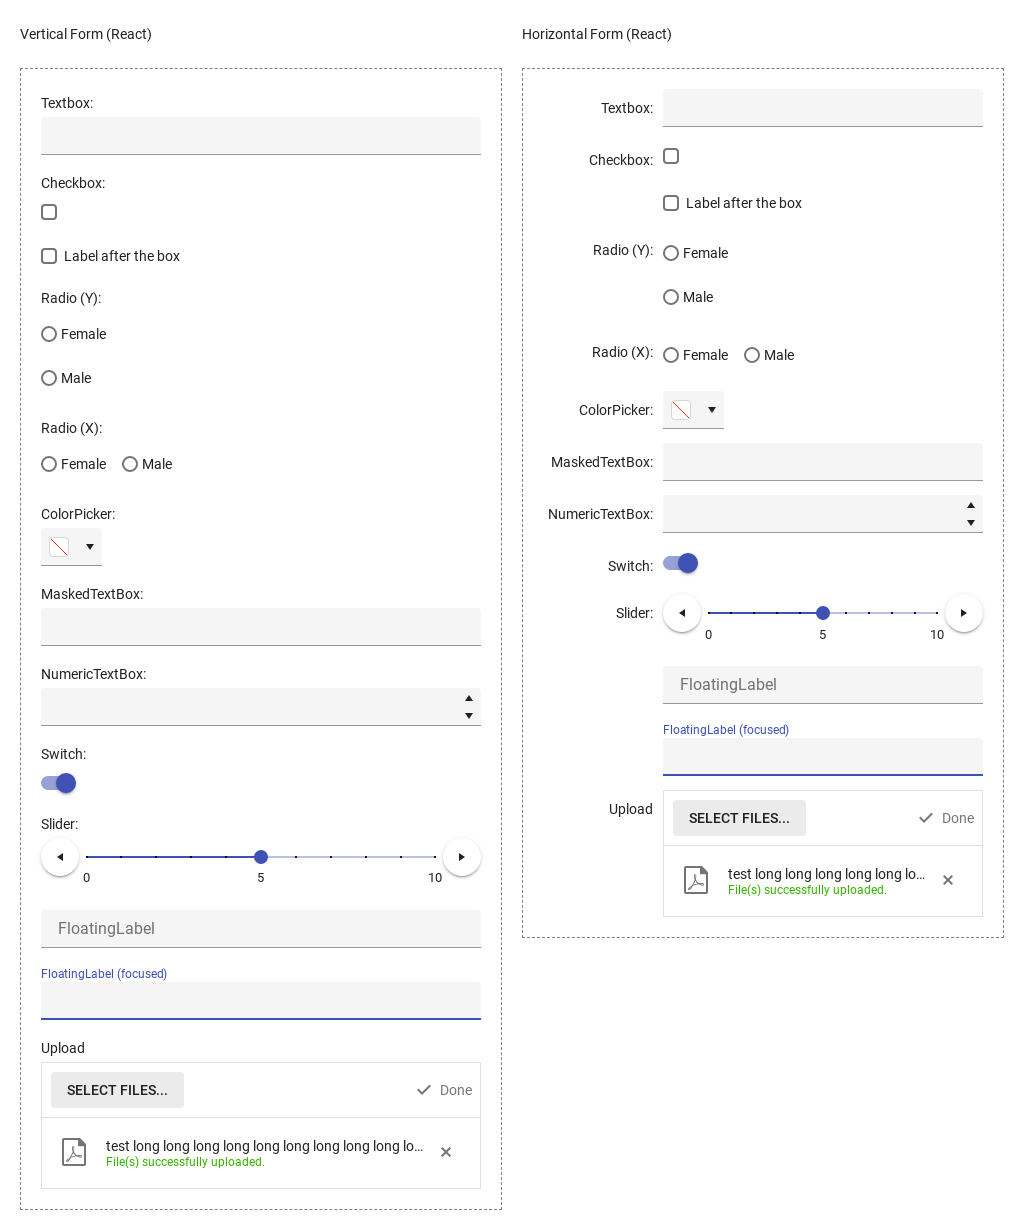 Vertical Form (React)
Textbox:
Checkbox:
Label after the box
Radio (Y):
Female
Male
Radio (X):
Female Male
ColorPicker:
MaskedTextBox:
NumericTextBox:
Switch:
Slider:
0 5 10
FloatingLabel
FloatingLabel (focused)
Upload
SELECT FILES... Done
test long long long long long long long long long lo...
File(s) successfully uploaded.
Horizontal Form (React)
Textbox:
Checkbox:
Label after the box
Radio (Y): Female
Male
Radio (X): Female Male
ColorPicker:
MaskedTextBox:
NumericTextBox:
Switch:
Slider:
0 5 10
FloatingLabel
FloatingLabel (focused)
Upload SELECT FILES... Done
test long long long long long lo...
File(s) successfully uploaded.